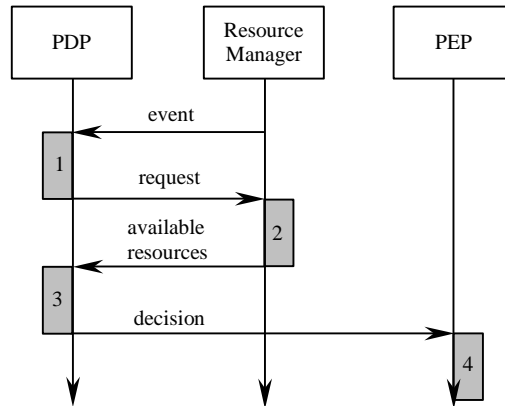 PDP
Resource
Manager
PEP
event
1
request
2
available
resources
3
decision
4